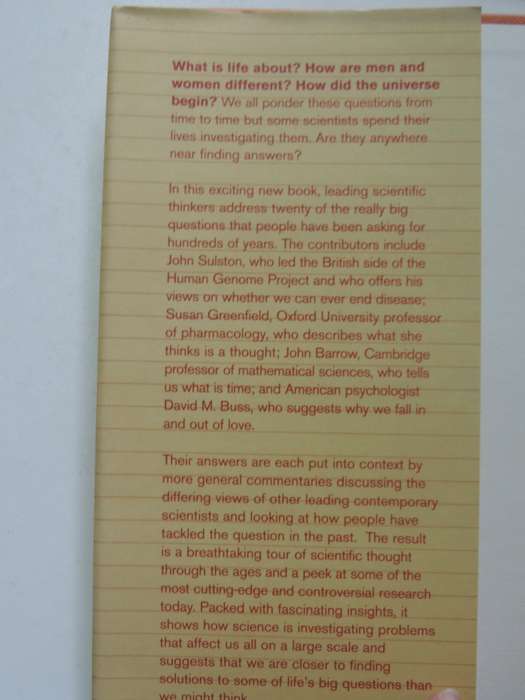 What is life about? How are men and
women different? How did the universe
begin? We all ponder these questions from
time to time but some scientists spend their
lives investigating them. Are they anywhere
near finding answers?
In this exciting new book, leading scientific
thinkers address twenty of the really big
questions that people have been asking for
hundreds of years. The contributors include
John Sulston, who led the British side of the
Human Genome Project and who offers his
views on whether we can ever end disease;
Susan Greenfield, Oxford University professor
of pharmacology, who describes what she
thinks is a thought; John Barrow, Cambridge
professor of mathematical sciences, who tells
us what is time; and American psychologist
David M. Buss, who suggests why we fall in
and out of love.
Their answers are each put into context by
more general commentaries discussing the
differing views of other leading contemporary
scientists and looking at how people have
tackled the question in the past. The result
is a breathtaking tour of scientific thought
through the ages and a peek at some of the
most cutting-edge and controversial research
today. Packed with fascinating insights, it
shows how science is investigating problems
that affect us all on a large scale and
suggests that we are closer to finding
solutions to some of life's big questions than
we might think